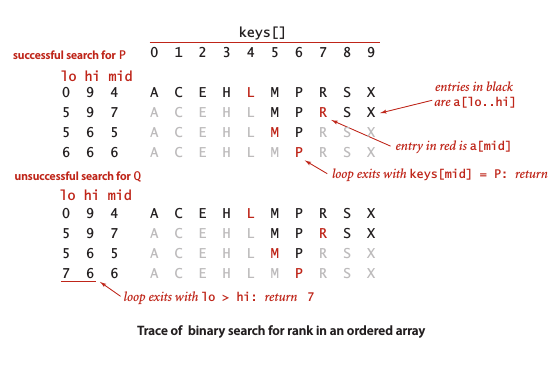 keys[]
successful search for P 0 1 2 3 4 5 6 7 8 9
lo hi mid
0 9 4 A C E H L M P R S X
5 9 7 A C E H L M P R S X
5 6 5 A C E H L M P R S X
6 6 6 A C E H L M P R S X
entries in black
are a[lo..hi]
entry in red is a[mid]
loop exits with keys[mid] = P: return
unsuccessful search for Q
lo hi mid
0 9 4 A C E H L M P R S X
5 9 7 A C E H L M P R S X
5 6 5 A C E H L M P R S X
7 6 6 A C E H L M P R S X
loop exits with lo > hi: return 7
Trace of binary search for rank in an ordered array